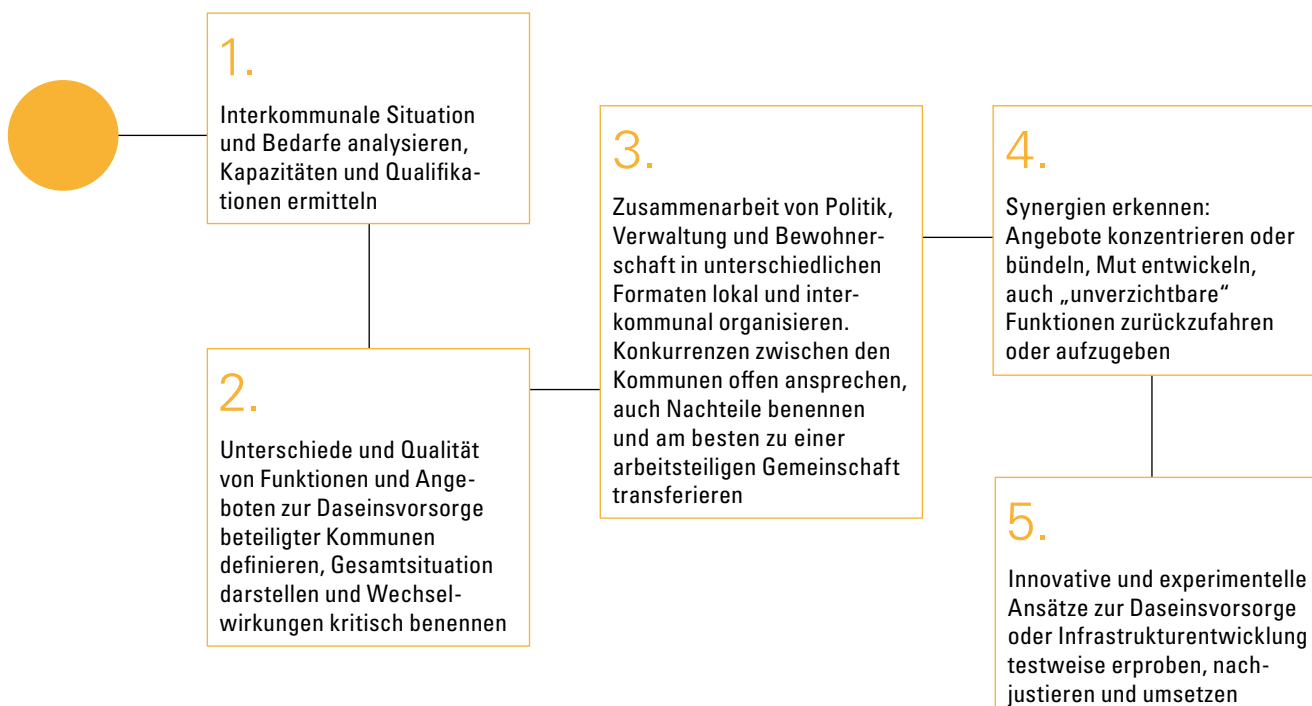 1.
Interkommunale Situation
und Bedarfe analysieren,
Kapazitäten und Qualifika-
tionen ermitteln
2.
Unterschiede und Qualität
von Funktionen und Ange-
boten zur Daseinsvorsorge
beteiligter Kommunen
definieren, Gesamtsituation
darstellen und Wechsel-
wirkungen kritisch benennen
3.
Zusammenarbeit von Politik,
Verwaltung und Bewohner-
schaft in unterschiedlichen
Formaten lokal und inter-
kommunal organisieren.
Konkurrenzen zwischen den
Kommunen offen ansprechen,
auch Nachteile benennen
und am besten zu einer
arbeitsteiligen Gemeinschaft
transferieren
4.
Synergien erkennen:
Angebote konzentrieren oder
bündeln, Mut entwickeln,
auch „unverzichtbare“
Funktionen zurückzufahren
oder aufzugeben
5.
Innovative und experimentelle
Ansätze zur Daseinsvorsorge
oder Infrastrukturentwicklung
testweise erproben, nach-
justieren und umsetzen